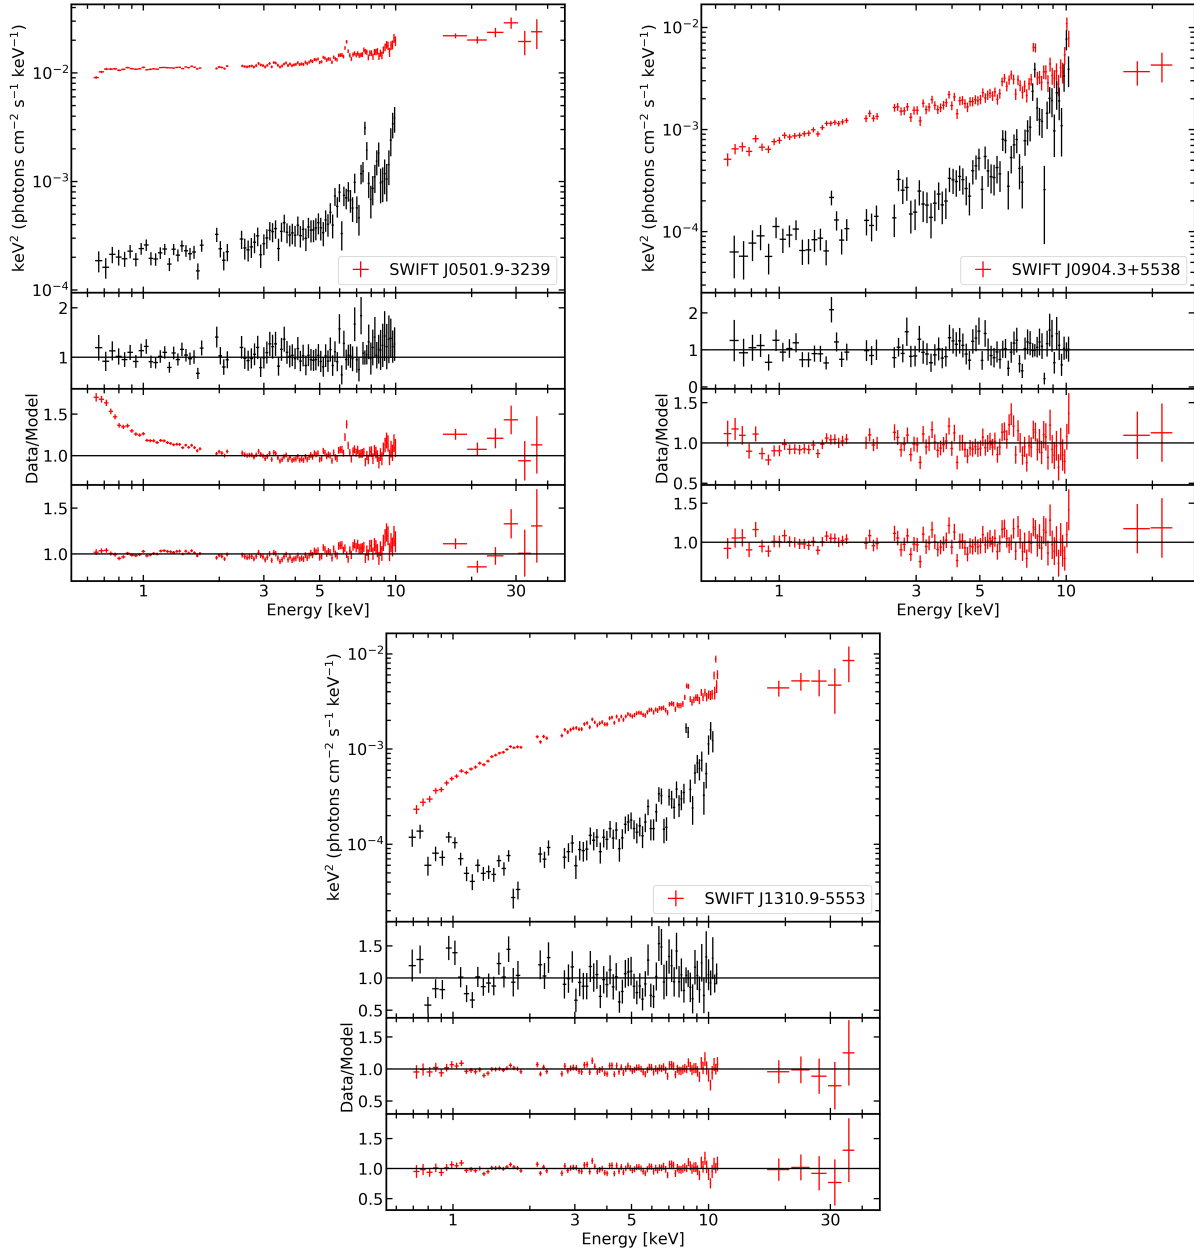 keV² (photons cm⁻² s⁻¹ keV⁻¹)
10⁻²
10⁻³
10⁻⁴
SWIFT J0501.9-3239
2
1
Data/Model
1.5
1.0
1.5
1.0
1 3 5 10 30
Energy [keV]
keV² (photons cm⁻² s⁻¹ keV⁻¹)
10⁻²
10⁻³
10⁻⁴
SWIFT J0904.3+5538
2
1
0
Data/Model
1.5
1.0
0.5
1.5
1.0
1 3 5 10
Energy [keV]
keV² (photons cm⁻² s⁻¹ keV⁻¹)
10⁻²
10⁻³
10⁻⁴
SWIFT J1310.9-5553
1.5
1.0
0.5
Data/Model
1.5
1.0
0.5
1.5
1.0
0.5
1 3 5 10 30
Energy [keV]